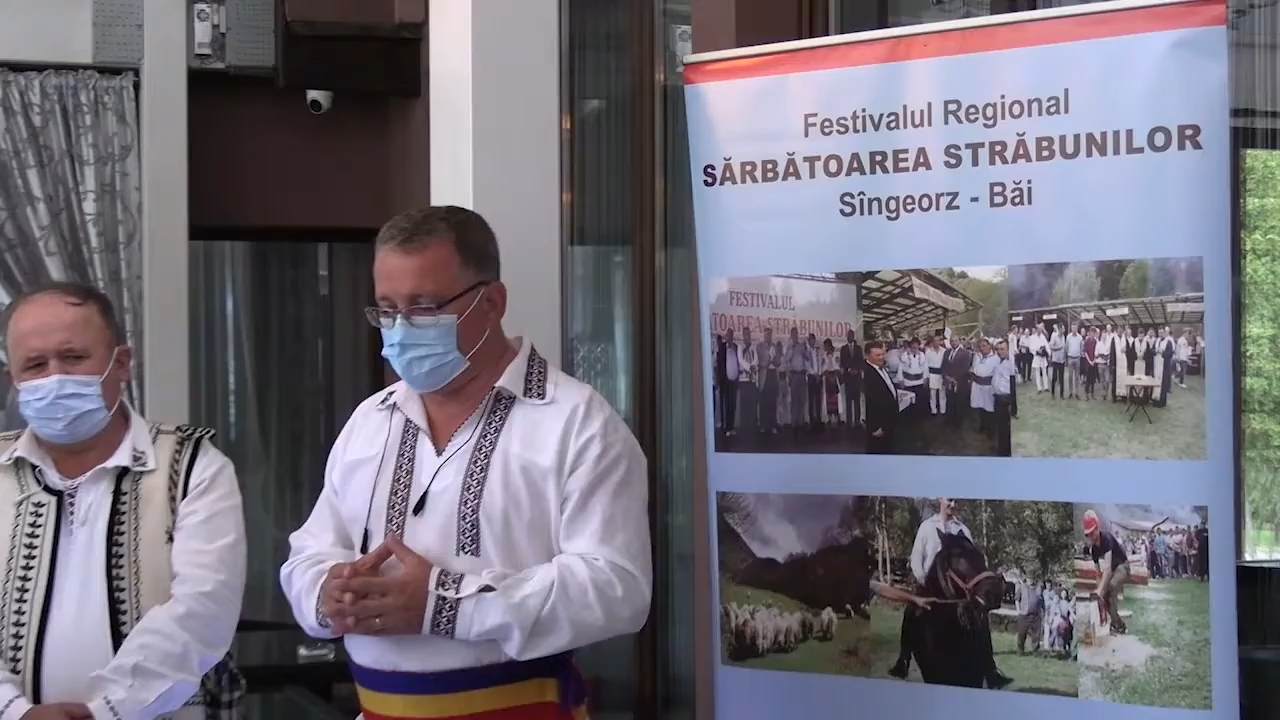 Festivalul Regional
SĂRBĂTOAREA STRĂBUNILOR
Sîngeorz - Băi
FESTIVALUL
TOAREA STRĂBUNILOR